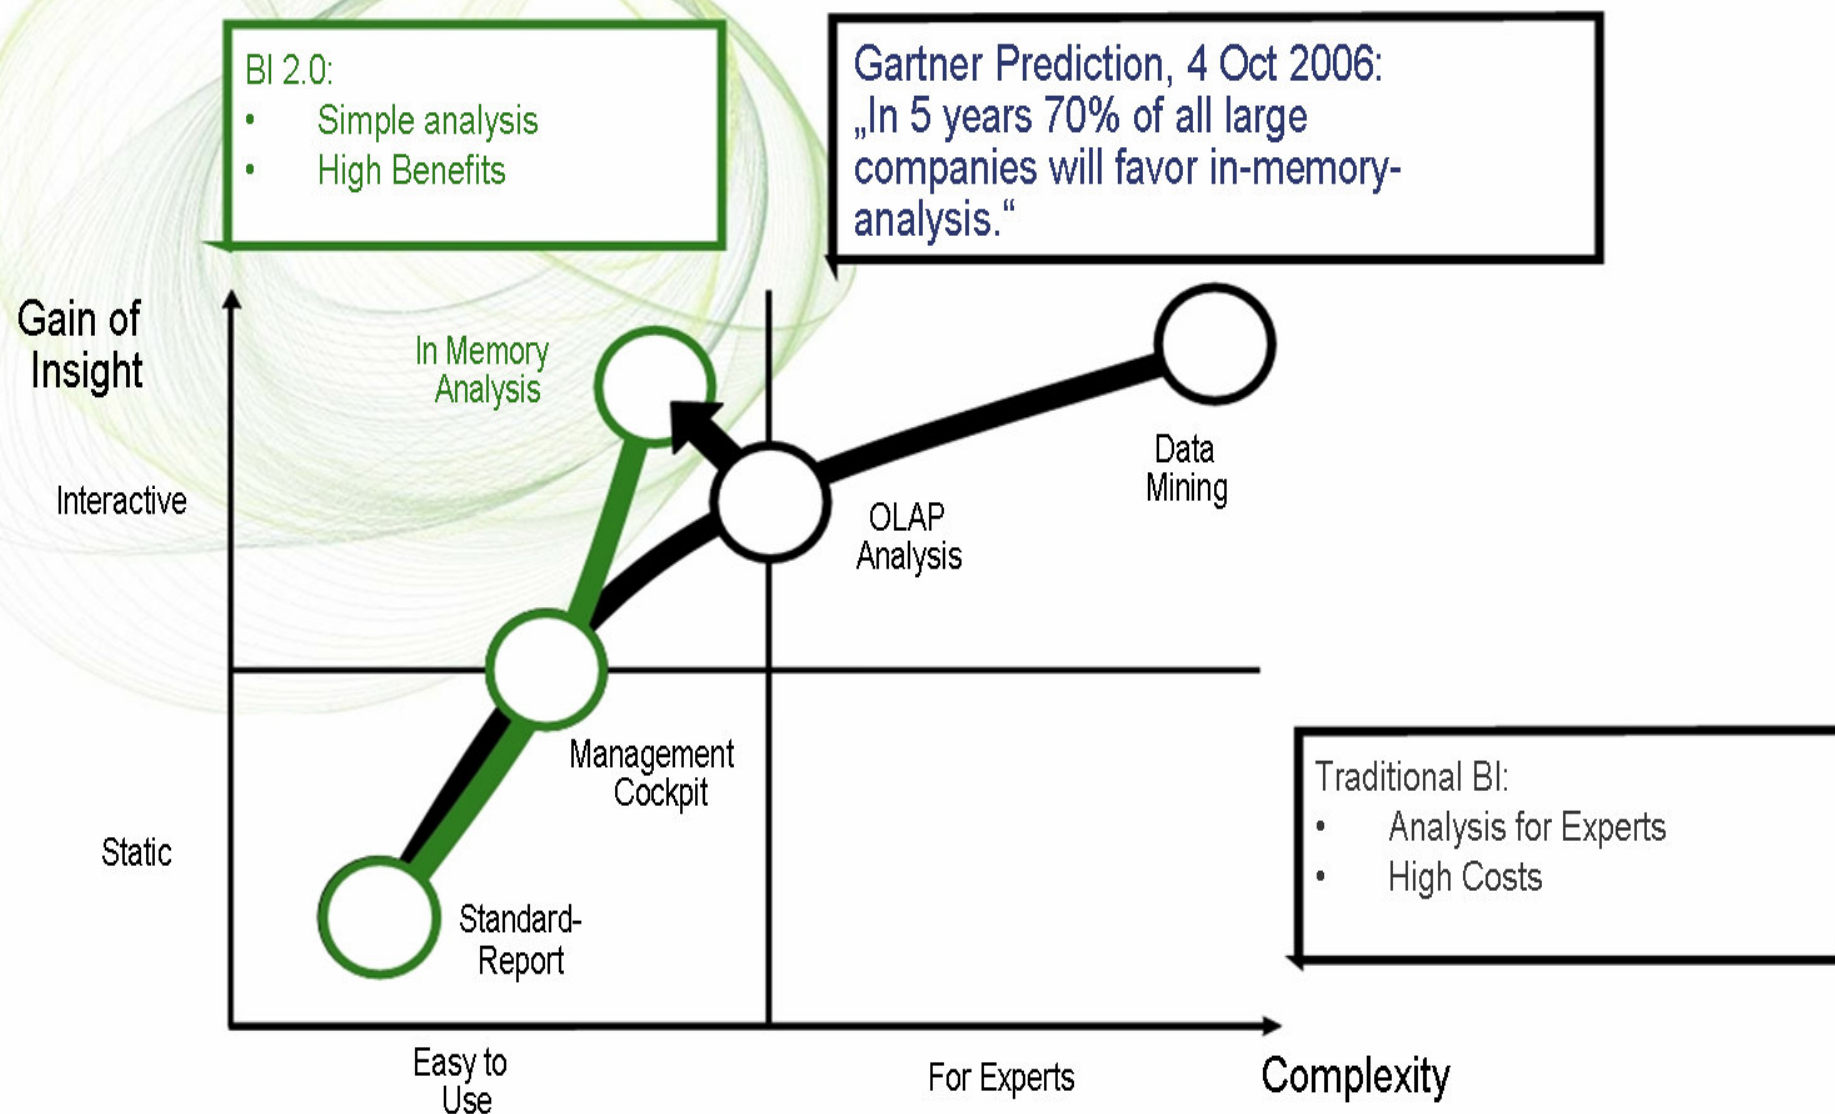 BI 2.0:
• Simple analysis
• High Benefits
Gartner Prediction, 4 Oct 2006:
„In 5 years 70% of all large
companies will favor in-memory-
analysis.“
Gain of
Insight
In Memory
Analysis
Interactive
OLAP
Analysis
Data
Mining
Management
Cockpit
Static
Standard-
Report
Traditional BI:
• Analysis for Experts
• High Costs
Easy to
Use
For Experts
Complexity